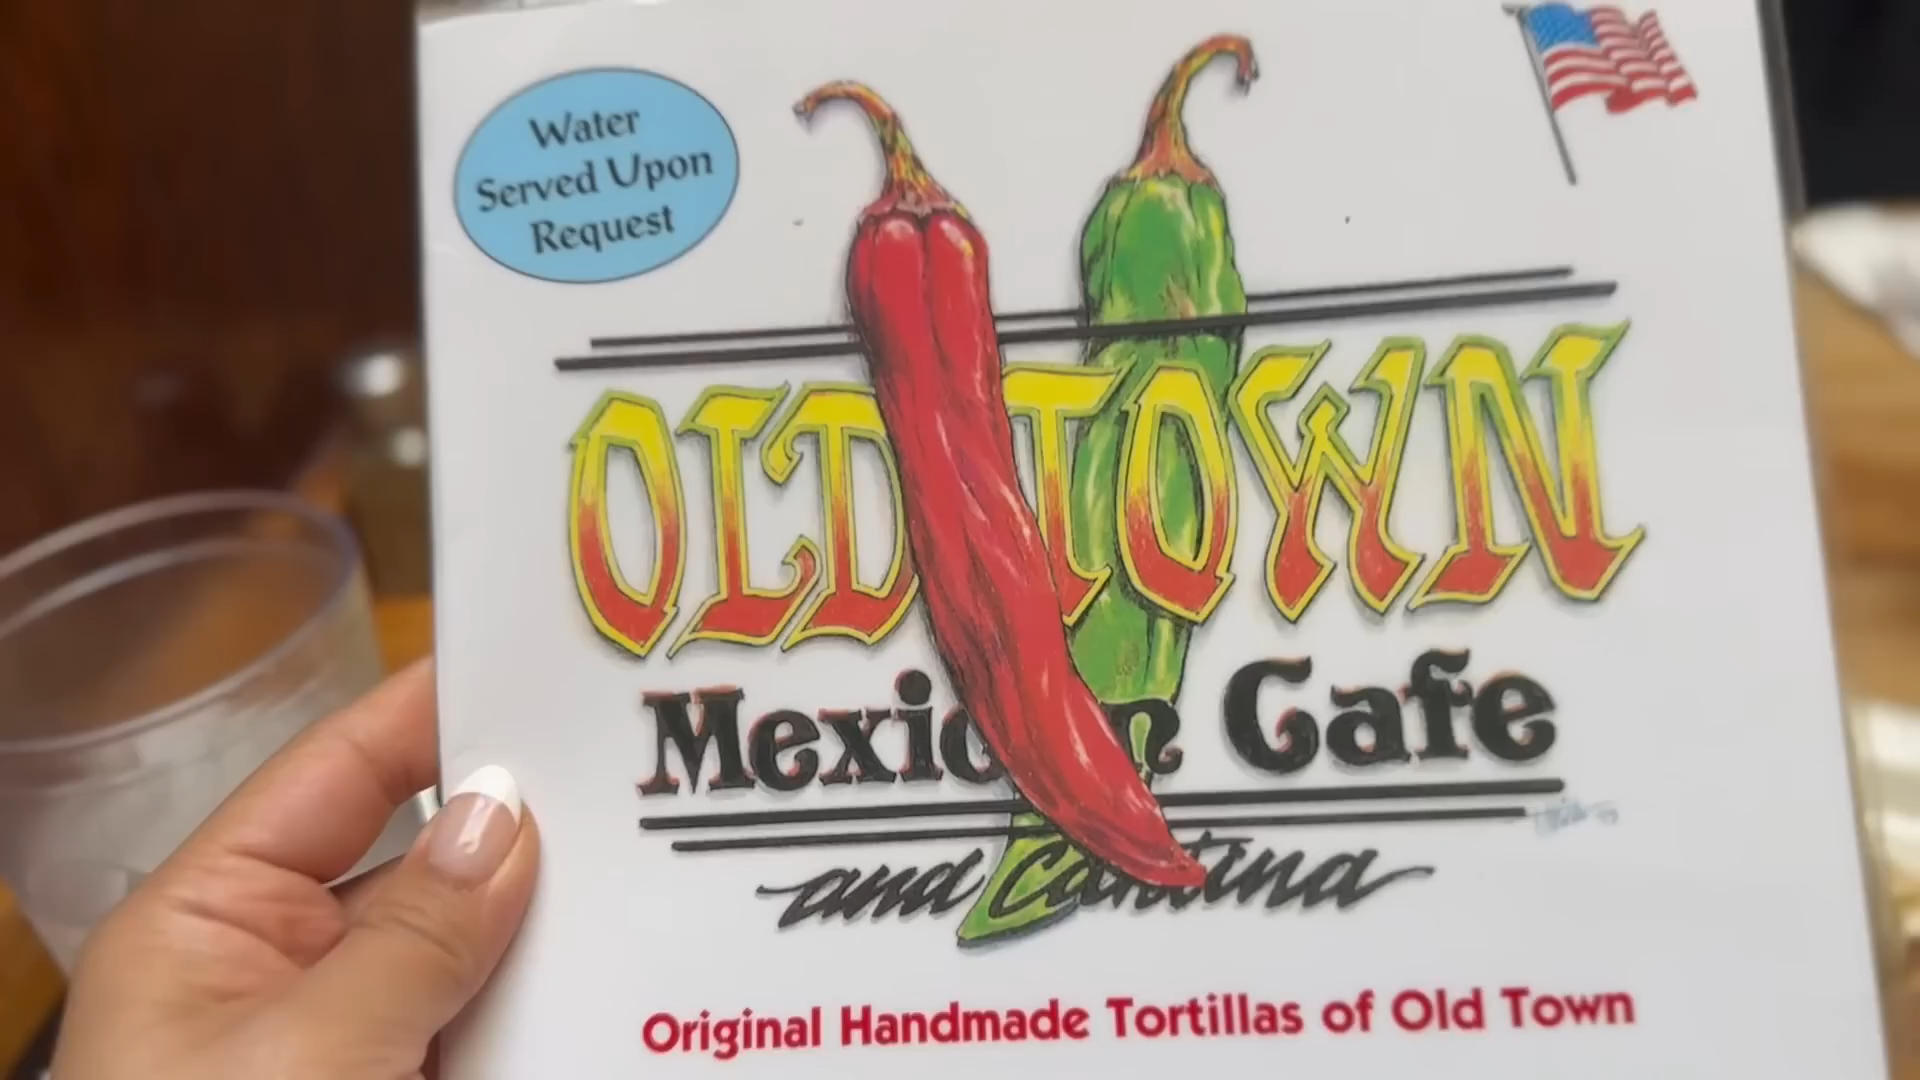 Water
Served Upon
Request
OLD TOWN
Mexican Cafe
and Cantina
Original Handmade Tortillas of Old Town